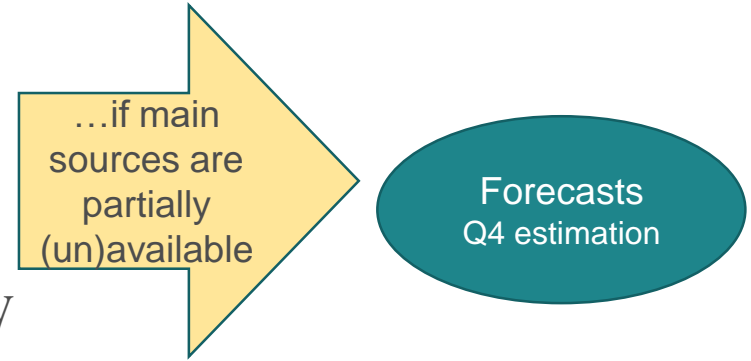 …if main
sources are
partially
(un)available
Forecasts
Q4 estimation